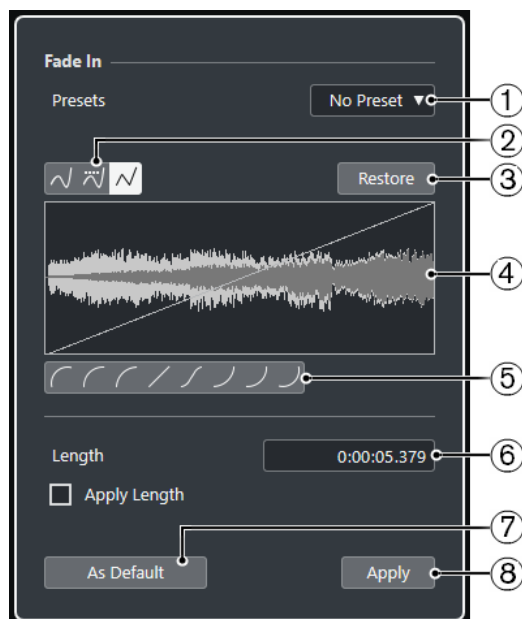 Fade In
Presets
No Preset ▼
1
2
Restore
3
4
5
Length
0:00:05.379
6
Apply Length
7
As Default
Apply
8